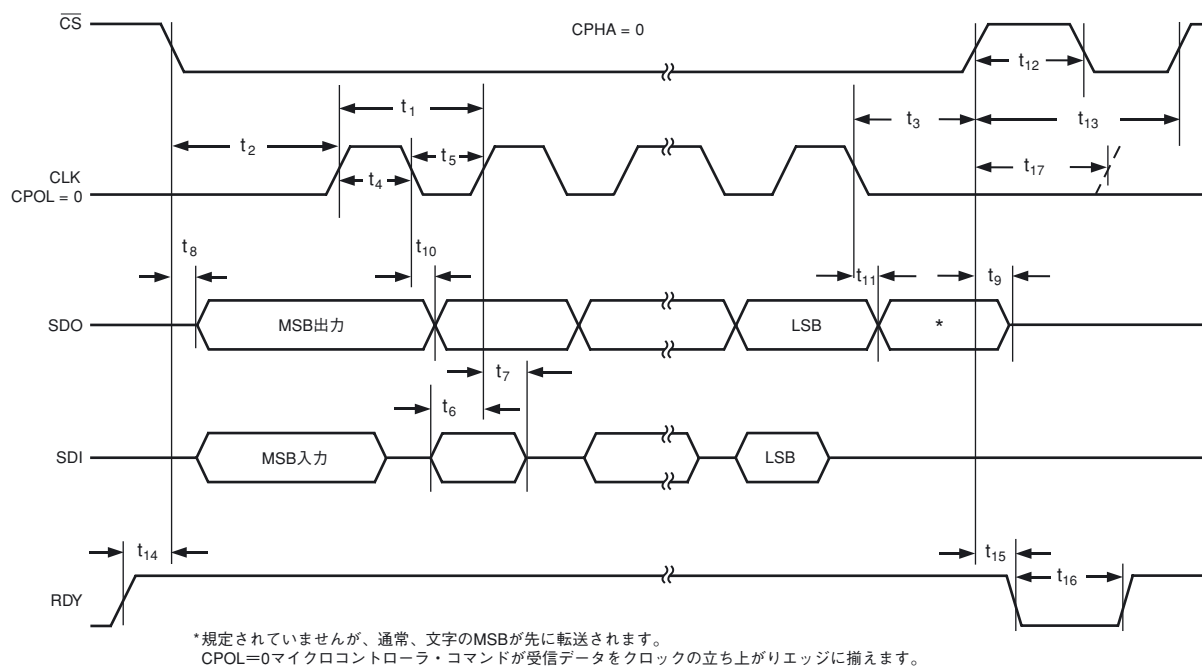 CS
CPHA = 0
t12
t1
t3
t13
t2
t5
t17
CLK
CPOL = 0
t4
t8
t10
t11
t9
SDO
MSB出力
LSB
*
t7
t6
SDI
MSB入力
LSB
t14
t15
t16
RDY
*規定されていませんが、通常、文字のMSBが先に転送されます。
CPOL=0マイクロコントローラ・コマンドが受信データをクロックの立ち上がりエッジに揃えます。